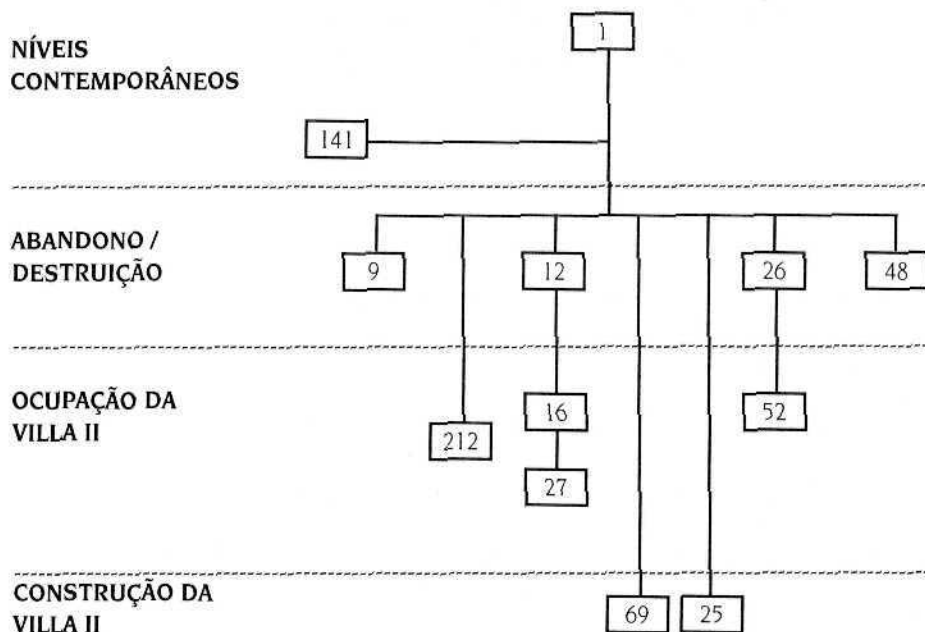 1
NÍVEIS
CONTEMPORÂNEOS
141
ABANDONO /
DESTRUIÇÃO
9
12
26
48
OCUPAÇÃO DA
VILLA II
212
16
52
27
CONSTRUÇÃO DA
VILLA II
69
25